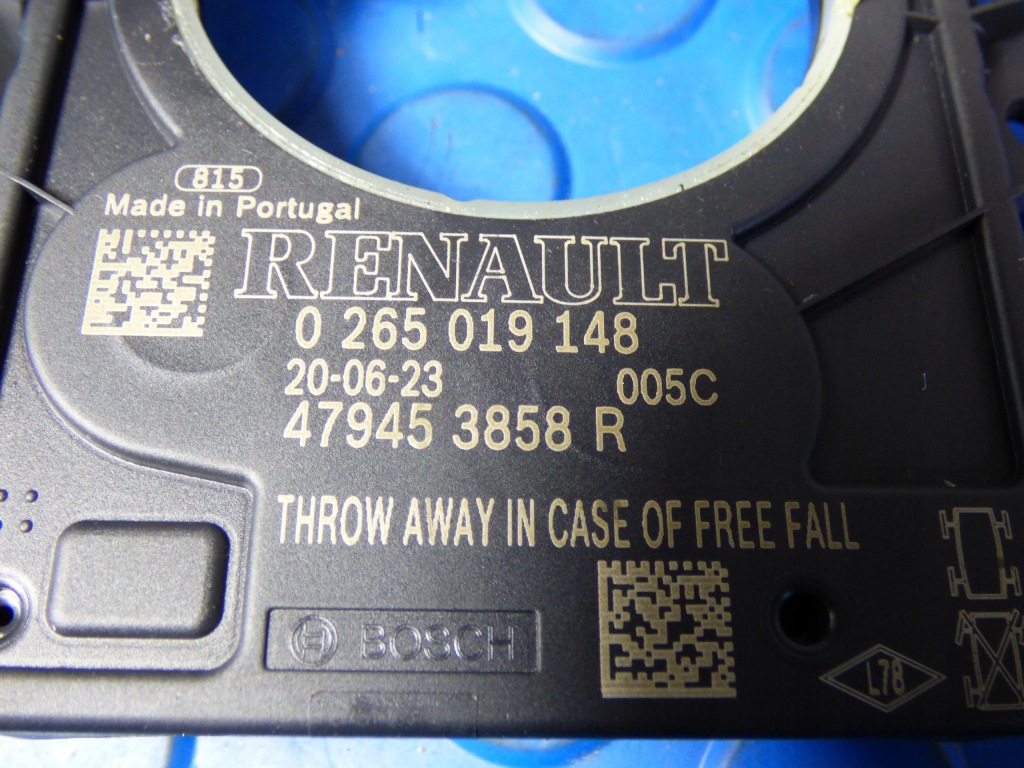 815
Made in Portugal
RENAULT
0 265 019 148
20-06-23 005C
47945 3858 R
THROW AWAY IN CASE OF FREE FALL
BOSCH
L78